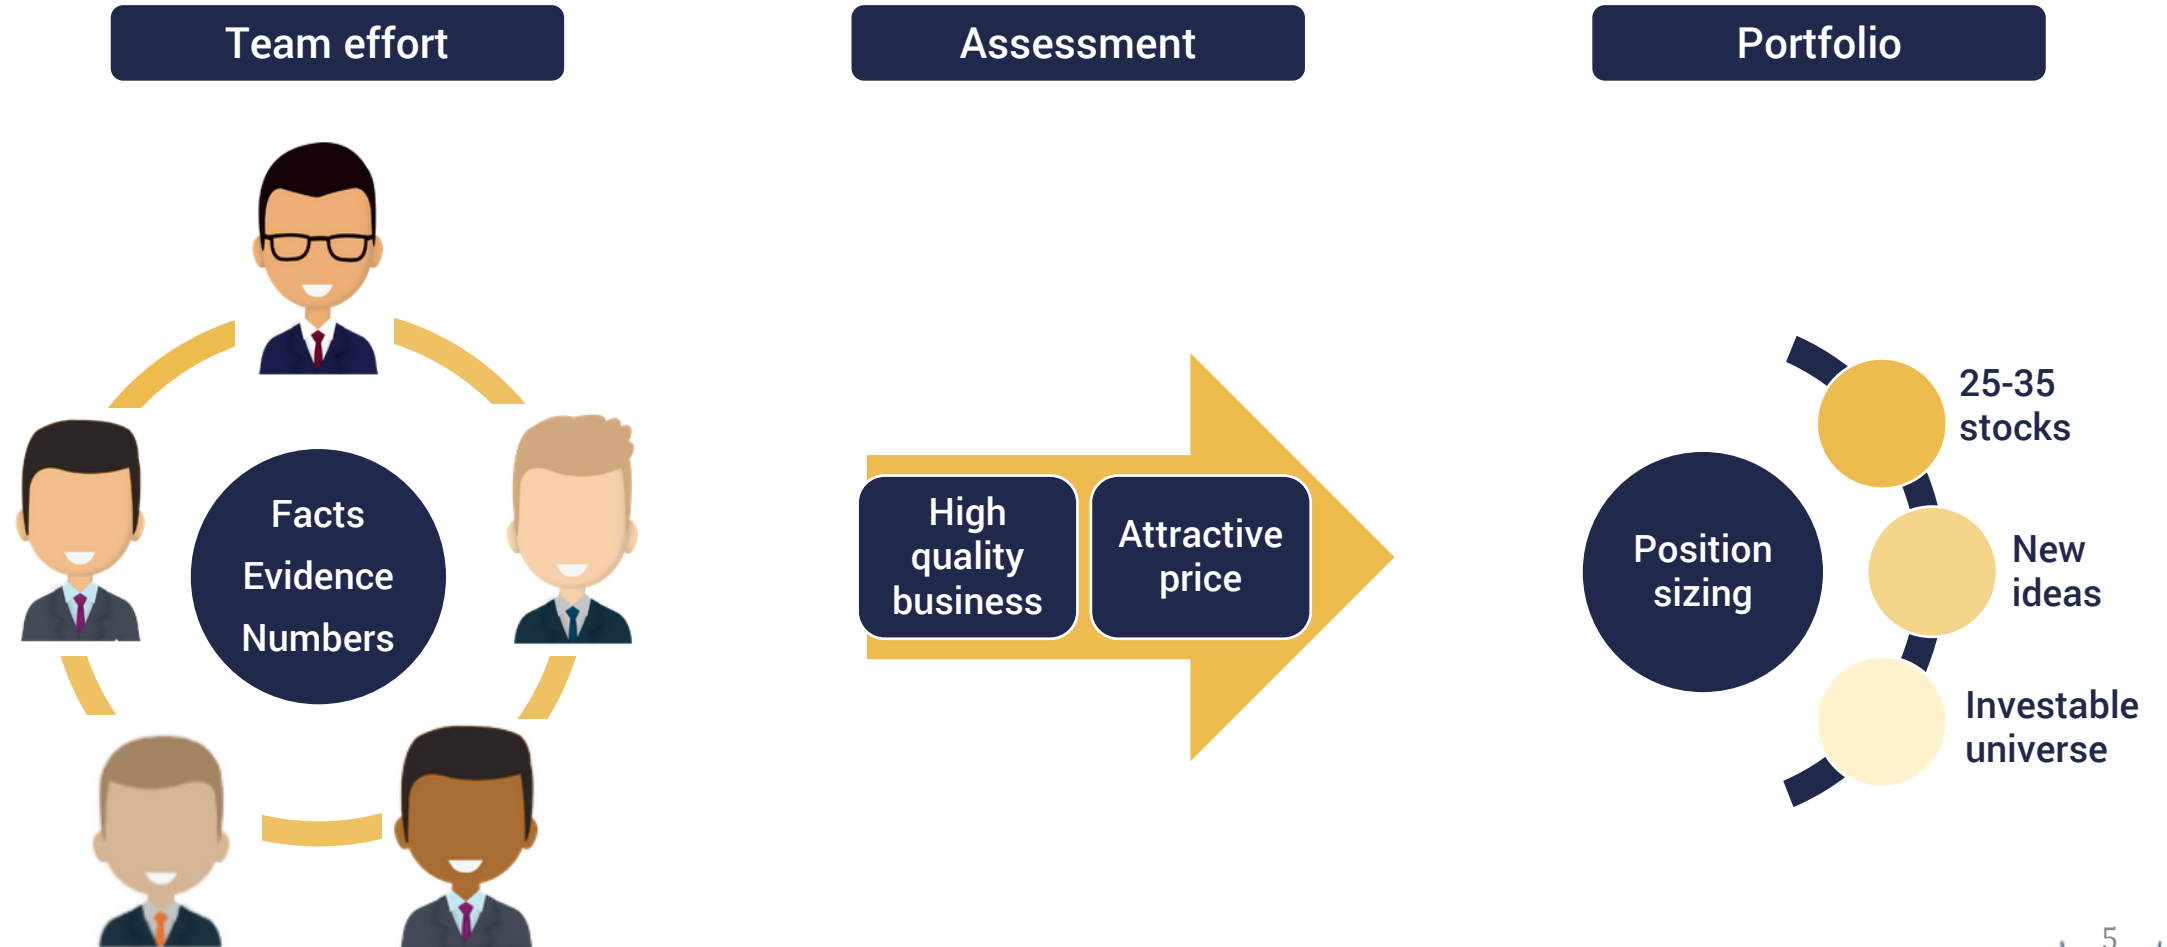 Team effort
Assessment
Portfolio
Facts
Evidence
Numbers
High
quality
business
Attractive
price
Position
sizing
25-35
stocks
New
ideas
Investable
universe
5